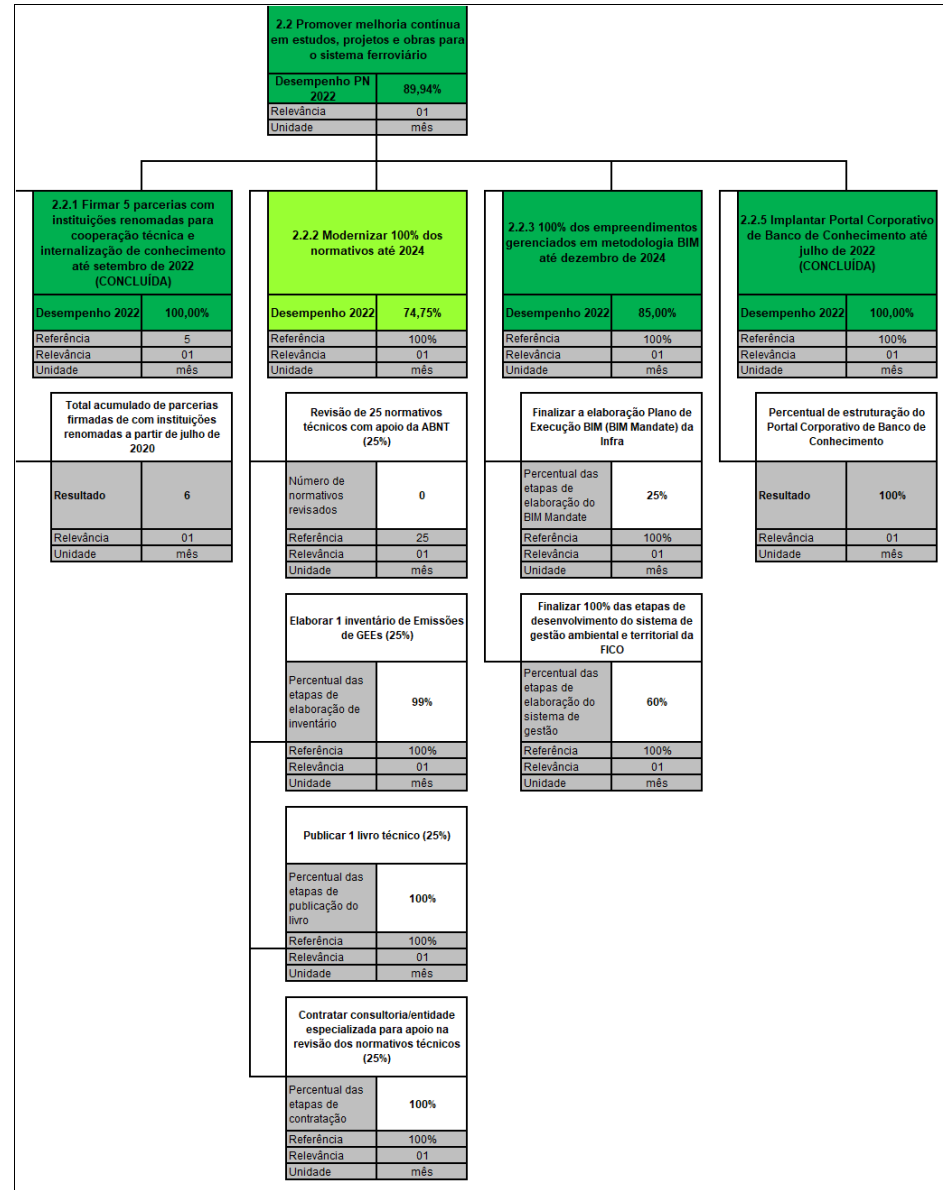 2.2 Promover melhoria contínua
em estudos, projetos e obras para
o sistema ferroviário
Desempenho PN
2022
89,94%
Relevância 01
Unidade mês
2.2.1 Firmar 5 parcerias com
instituições renomadas para
cooperação técnica e
internalização de conhecimento
até setembro de 2022
(CONCLUÍDA)
Desempenho 2022 100,00%
Referência 5
Relevância 01
Unidade mês
Total acumulado de parcerias
firmadas de com instituições
renomadas a partir de julho de
2020
Resultado 6
Relevância 01
Unidade mês
2.2.2 Modernizar 100% dos
normativos até 2024
Desempenho 2022 74,75%
Referência 100%
Relevância 01
Unidade mês
Revisão de 25 normativos
técnicos com apoio da ABNT
(25%)
Número de
normativos
revisados
0
Referência 25
Relevância 01
Unidade mês
Elaborar 1 inventário de Emissões
de GEEs (25%)
Percentual das
etapas de
elaboração de
inventário
99%
Referência 100%
Relevância 01
Unidade mês
Publicar 1 livro técnico (25%)
Percentual das
etapas de
publicação do
livro
100%
Referência 100%
Relevância 01
Unidade mês
Contratar consultoria/entidade
especializada para apoio na
revisão dos normativos técnicos
(25%)
Percentual das
etapas de
contratação
100%
Referência 100%
Relevância 01
Unidade mês
2.2.3 100% dos empreendimentos
gerenciados em metodologia BIM
até dezembro de 2024
Desempenho 2022 85,00%
Referência 100%
Relevância 01
Unidade mês
Finalizar a elaboração Plano de
Execução BIM (BIM Mandate) da
Infra
Percentual das
etapas de
elaboração do
BIM Mandate
25%
Referência 100%
Relevância 01
Unidade mês
Finalizar 100% das etapas de
desenvolvimento do sistema de
gestão ambiental e territorial da
FICO
Percentual das
etapas de
elaboração do
sistema de
gestão
60%
Referência 100%
Relevância 01
Unidade mês
2.2.5 Implantar Portal Corporativo
de Banco de Conhecimento até
julho de 2022
(CONCLUÍDA)
Desempenho 2022 100,00%
Referência 100%
Relevância 01
Unidade mês
Percentual de estruturação do
Portal Corporativo de Banco de
Conhecimento
Resultado 100%
Relevância 01
Unidade mês